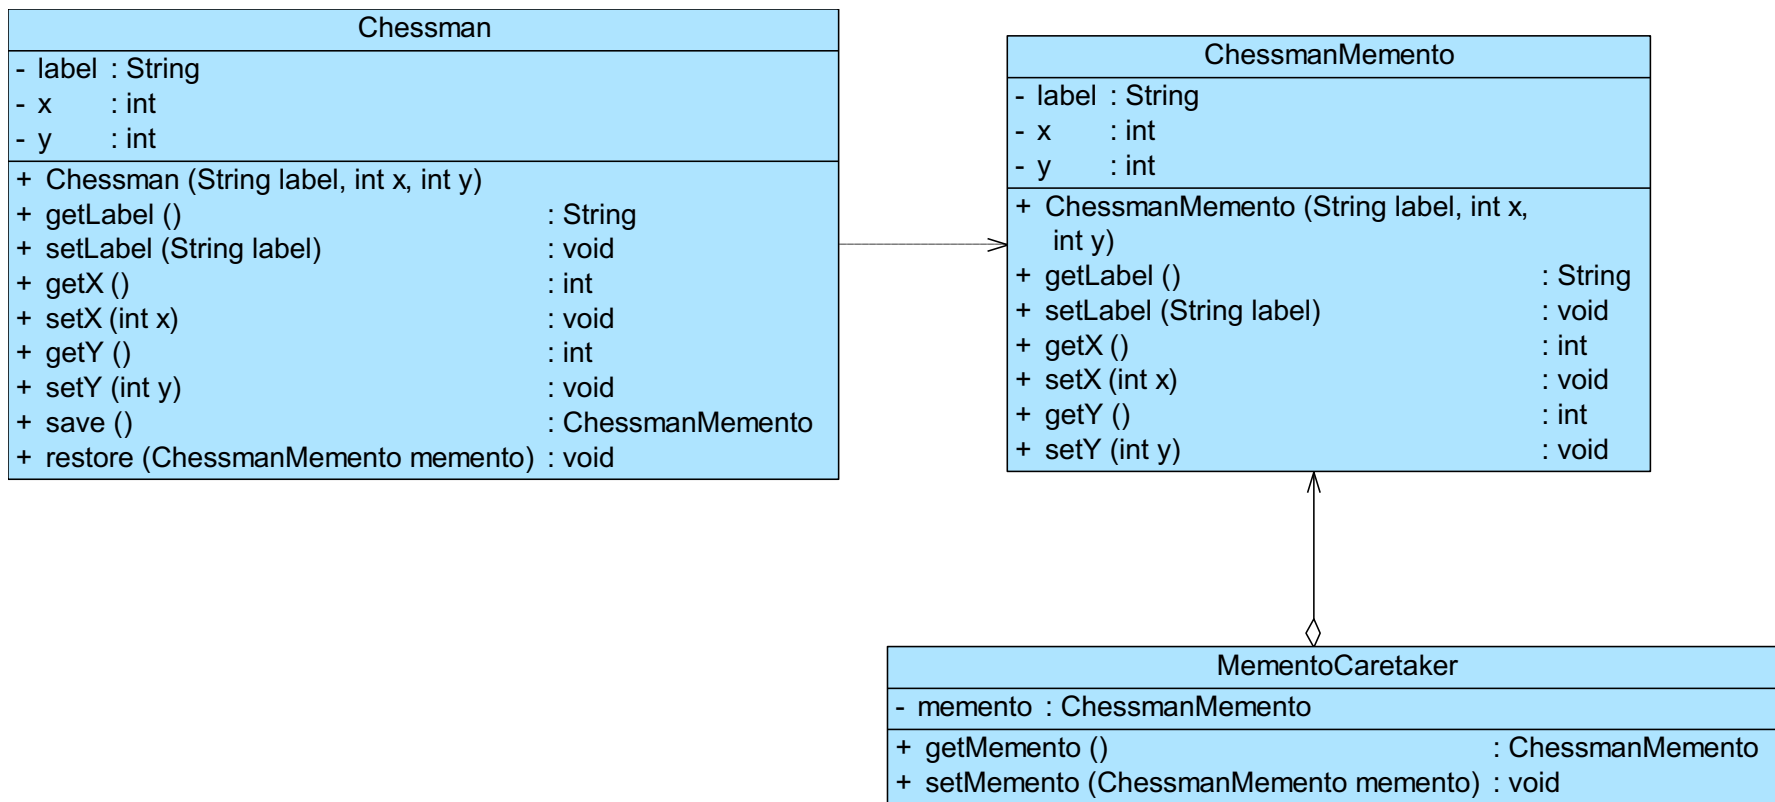 Chessman
- label : String
- x : int
- y : int
+ Chessman (String label, int x, int y)
+ getLabel () : String
+ setLabel (String label) : void
+ getX () : int
+ setX (int x) : void
+ getY () : int
+ setY (int y) : void
+ save () : ChessmanMemento
+ restore (ChessmanMemento memento) : void
ChessmanMemento
- label : String
- x : int
- y : int
+ ChessmanMemento (String label, int x,
int y)
+ getLabel () : String
+ setLabel (String label) : void
+ getX () : int
+ setX (int x) : void
+ getY () : int
+ setY (int y) : void
MementoCaretaker
- memento : ChessmanMemento
+ getMemento () : ChessmanMemento
+ setMemento (ChessmanMemento memento) : void